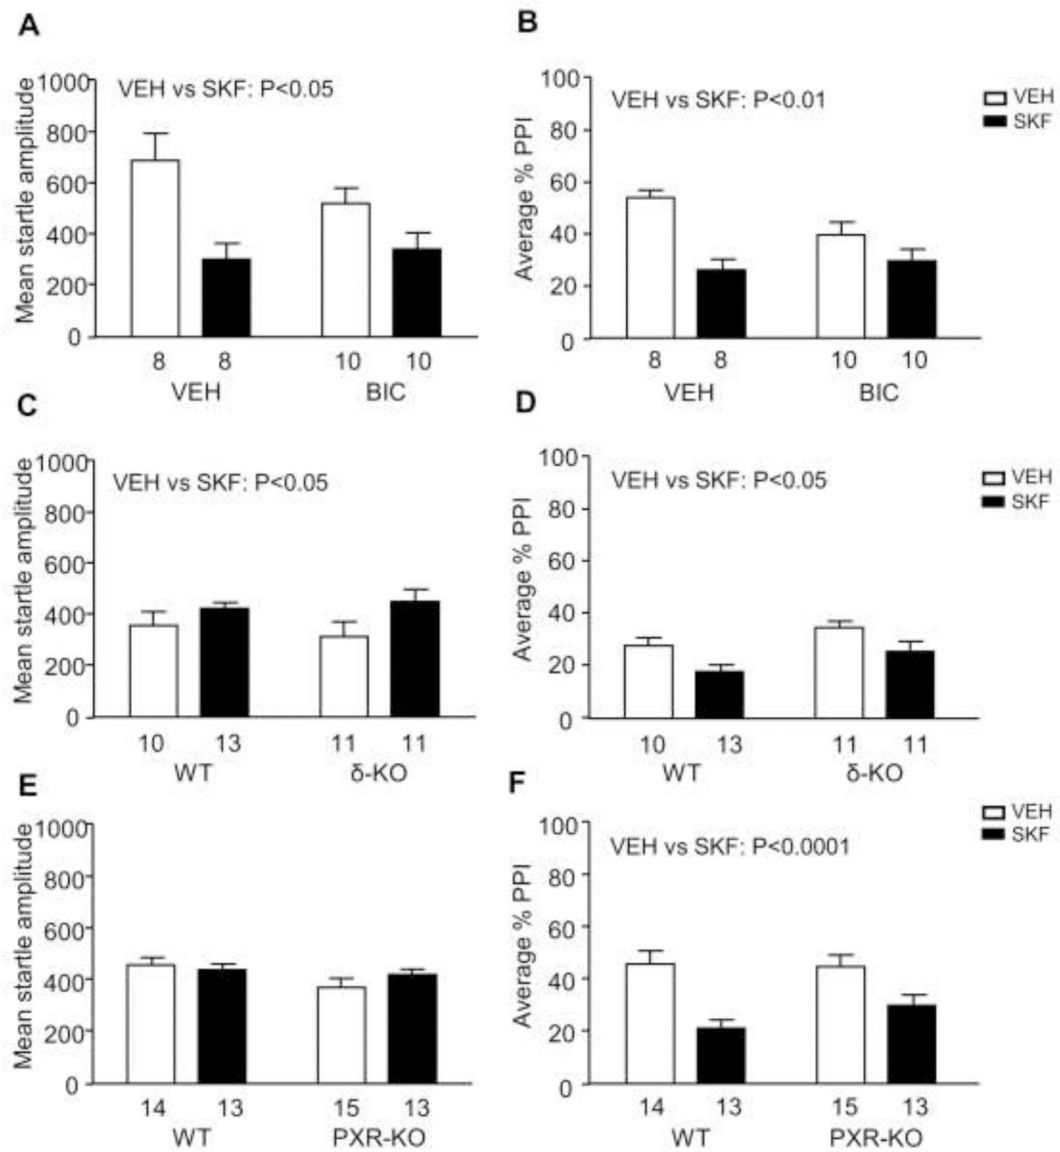 A
Mean startle amplitude
1000
800
600
400
200
0
VEH vs SKF: P<0.05
8 8 10 10
VEH BIC
B
Average % PPI
100
80
60
40
20
0
VEH vs SKF: P<0.01
8 8 10 10
VEH BIC
VEH
SKF
C
Mean startle amplitude
1000
800
600
400
200
0
VEH vs SKF: P<0.05
10 13 11 11
WT δ-KO
D
Average % PPI
100
80
60
40
20
0
VEH vs SKF: P<0.05
10 13 11 11
WT δ-KO
VEH
SKF
E
Mean startle amplitude
1000
800
600
400
200
0
14 13 15 13
WT PXR-KO
F
Average % PPI
100
80
60
40
20
0
VEH vs SKF: P<0.0001
14 13 15 13
WT PXR-KO
VEH
SKF